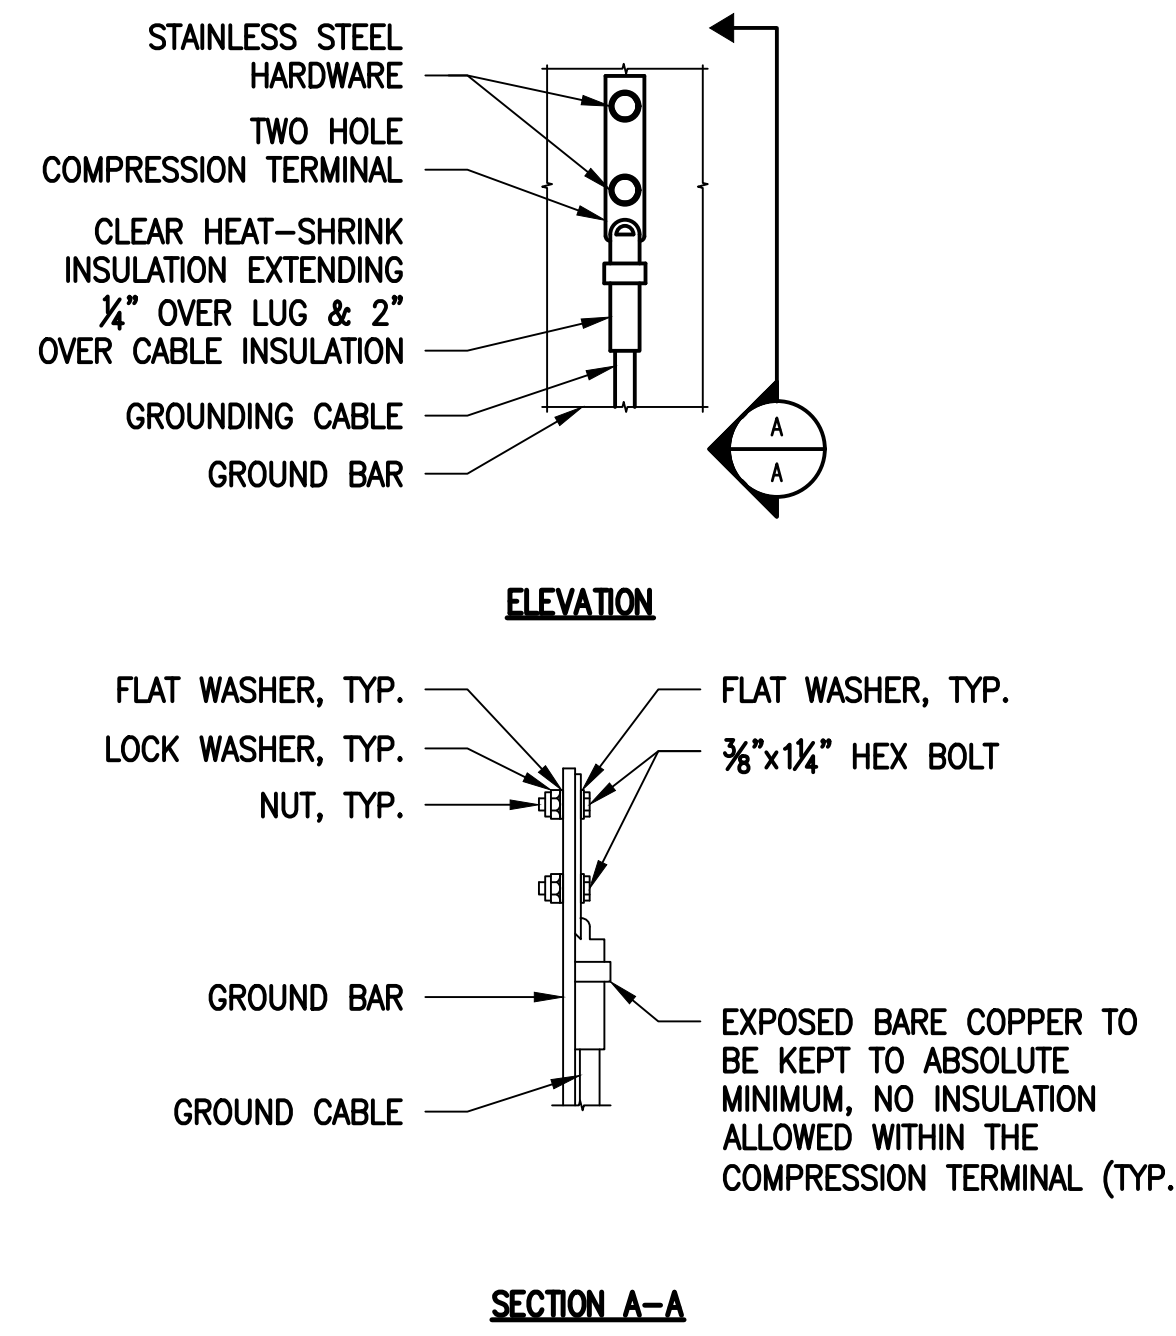 STAINLESS STEEL
HARDWARE
TWO HOLE
COMPRESSION TERMINAL
CLEAR HEAT-SHRINK
INSULATION EXTENDING
¼" OVER LUG & 2"
OVER CABLE INSULATION
GROUNDING CABLE
GROUND BAR
A
A
ELEVATION
FLAT WASHER, TYP.
LOCK WASHER, TYP.
NUT, TYP.
FLAT WASHER, TYP.
⅜"x1¼" HEX BOLT
GROUND BAR
GROUND CABLE
EXPOSED BARE COPPER TO
BE KEPT TO ABSOLUTE
MINIMUM, NO INSULATION
ALLOWED WITHIN THE
COMPRESSION TERMINAL (TYP.
SECTION A-A